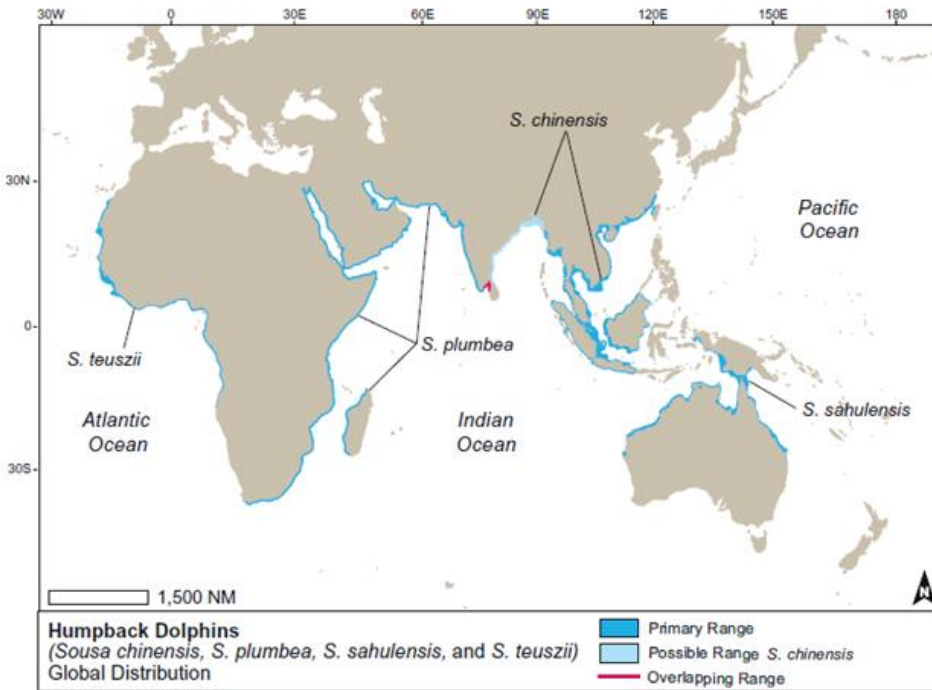 30W 0 30E 60E 90E 120E 150E 180
S. chinensis
30N
Pacific
Ocean
0
S. teuszii
S. plumbea
S. sahulensis
Atlantic
Ocean
Indian
Ocean
30S
1,500 NM
N
Humpback Dolphins
(Sousa chinensis, S. plumbea, S. sahulensis, and S. teuszii)
Global Distribution
Primary Range
Possible Range S. chinensis
Overlapping Range